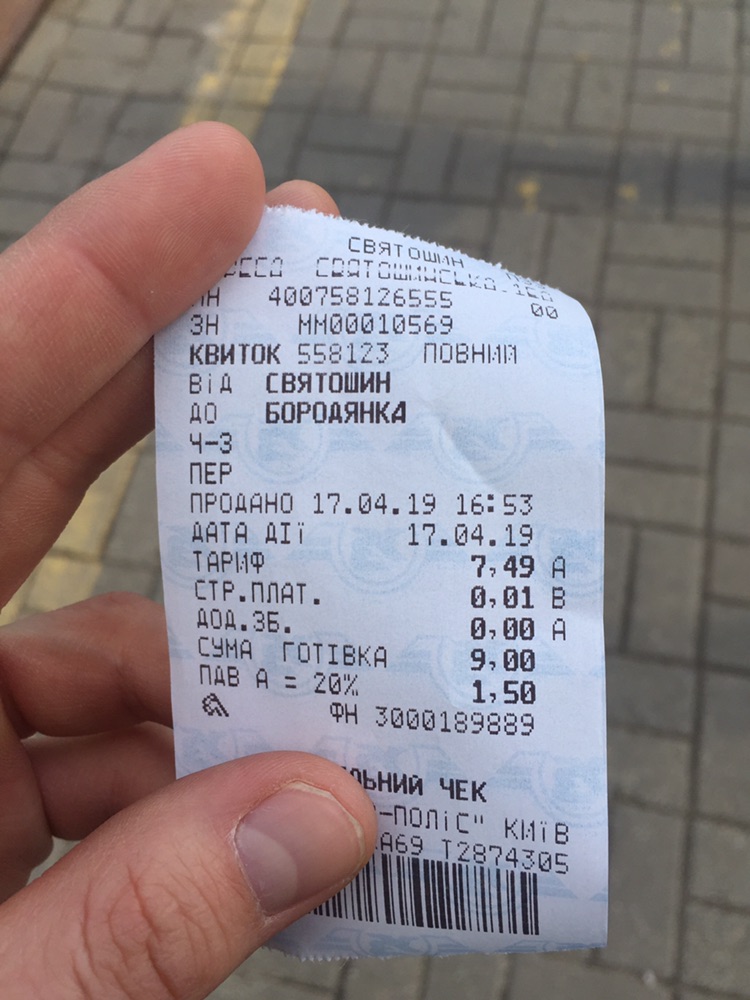 СВЯТОШИН
РЕСА СВЯТОШИНСЬКА,
ПН 400758126555 00
ЗН ММ00010569
КВИТОК 558123 ПОВНИЙ
ВіД СВЯТОШИН
ДО БОРОДЯНКА
Ч-З
ПЕР
ПРОДАНО 17.04.19 16:53
ДАТА ДІї 17.04.19
ТАРИФ 7,49 А
СТР.ПЛАТ. 0,01 В
ДОД.ЗБ. 0,00 А
СУМА ГОТІВКА 9,00
ПДВ А = 20% 1,50
ФН 3000189889
ЛЬНИЙ ЧЕК
О-ПОЛіС" КИїВ
А69 Т2874305